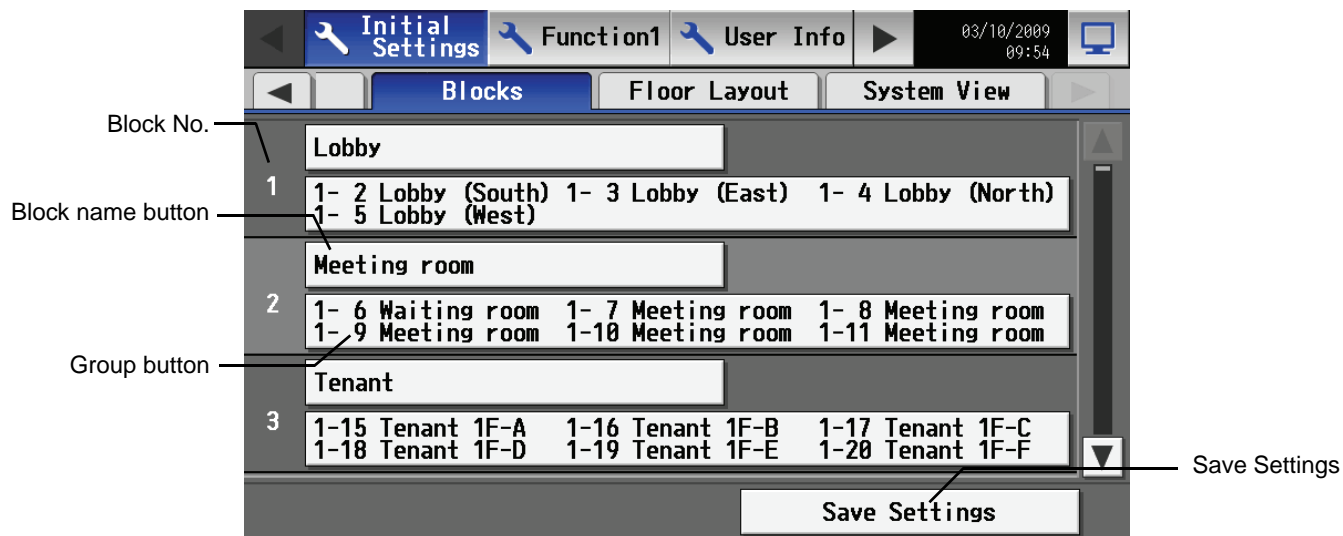 Initial Settings
Function1
User Info
03/10/2009
09:54
Blocks
Floor Layout
System View
Block No.
Lobby
1
1- 2 Lobby (South) 1- 3 Lobby (East) 1- 4 Lobby (North)
1- 5 Lobby (West)
Block name button
Meeting room
2
1- 6 Waiting room 1- 7 Meeting room 1- 8 Meeting room
1- 9 Meeting room 1-10 Meeting room 1-11 Meeting room
Group button
Tenant
3
1-15 Tenant 1F-A 1-16 Tenant 1F-B 1-17 Tenant 1F-C
1-18 Tenant 1F-D 1-19 Tenant 1F-E 1-20 Tenant 1F-F
Save Settings
Save Settings